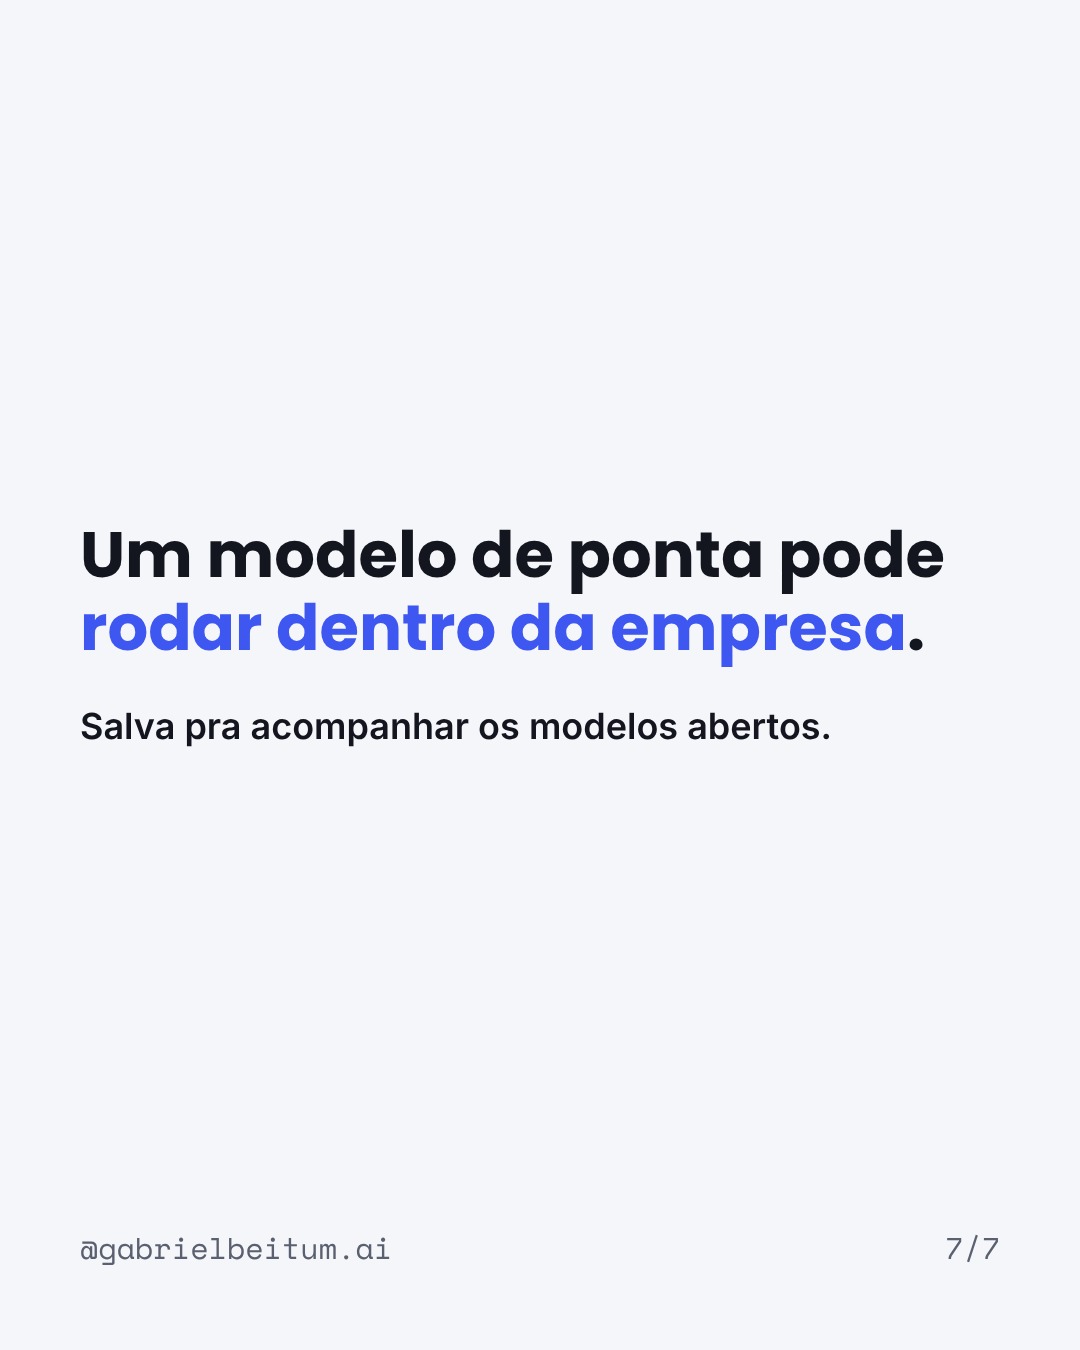 Um modelo de ponta pode
rodar dentro da empresa.
Salva pra acompanhar os modelos abertos.
@gabrielbeitum.ai
7/7